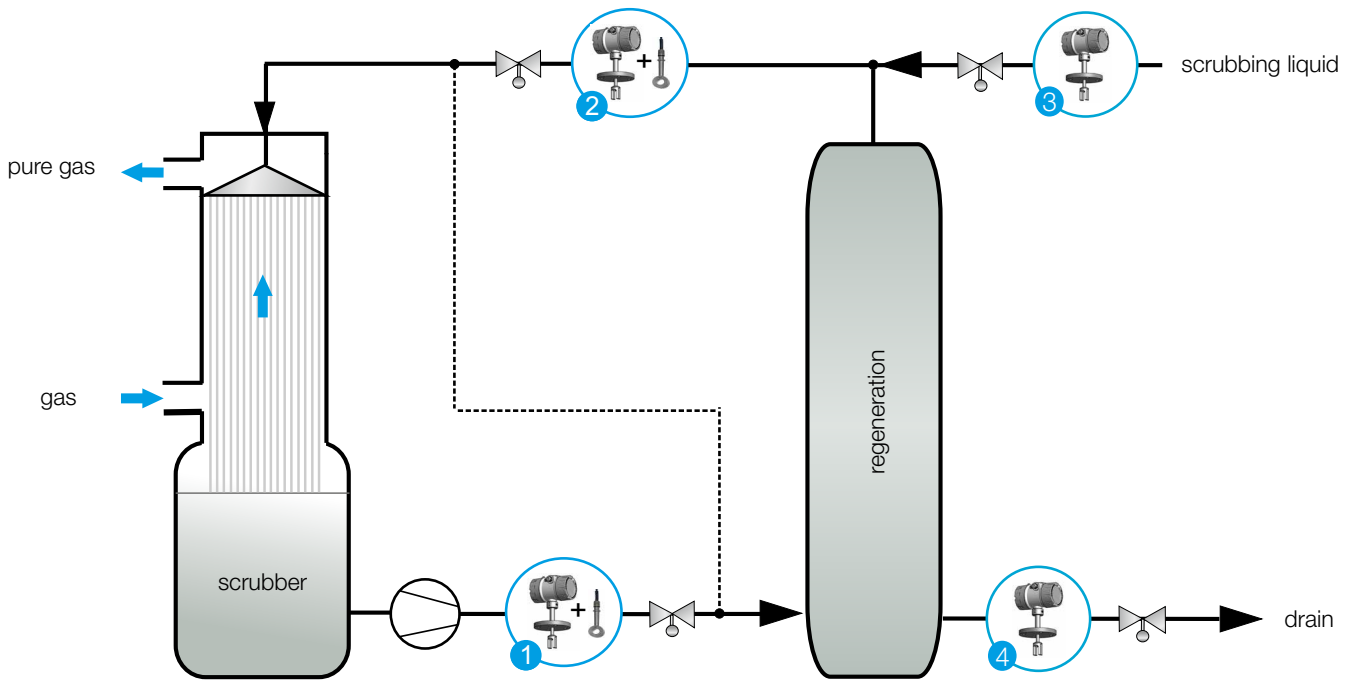 2
+
3
scrubbing liquid
pure gas
gas
regeneration
scrubber
1
+
4
drain